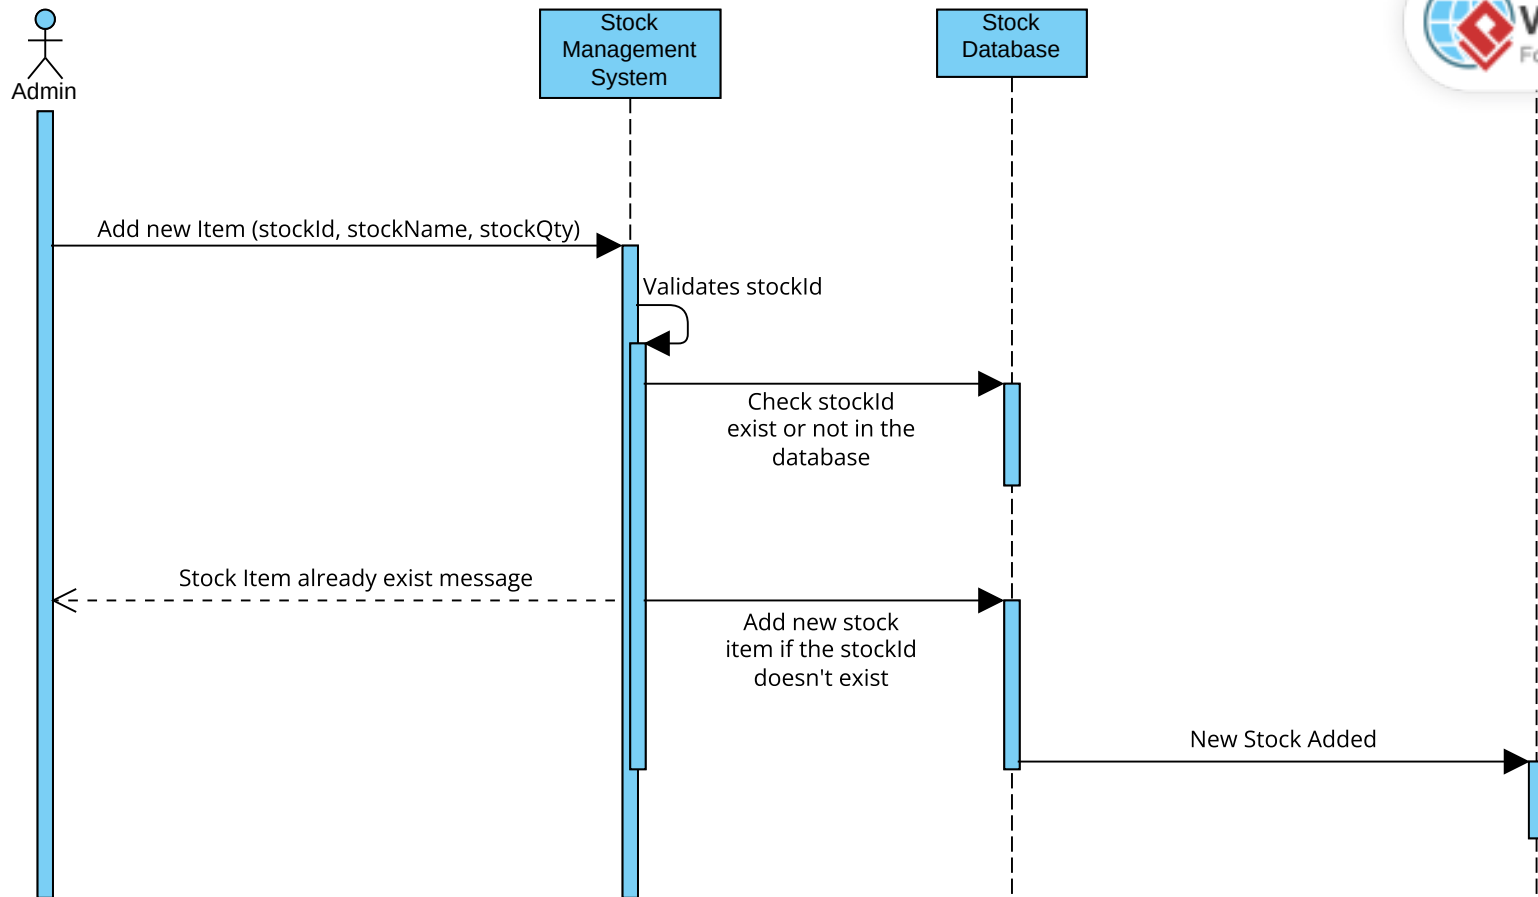 Admin
Stock
Management
System
Stock
Database
Add new Item (stockId, stockName, stockQty)
Validates stockId
Check stockId
exist or not in the
database
Stock Item already exist message
Add new stock
item if the stockId
doesn't exist
New Stock Added